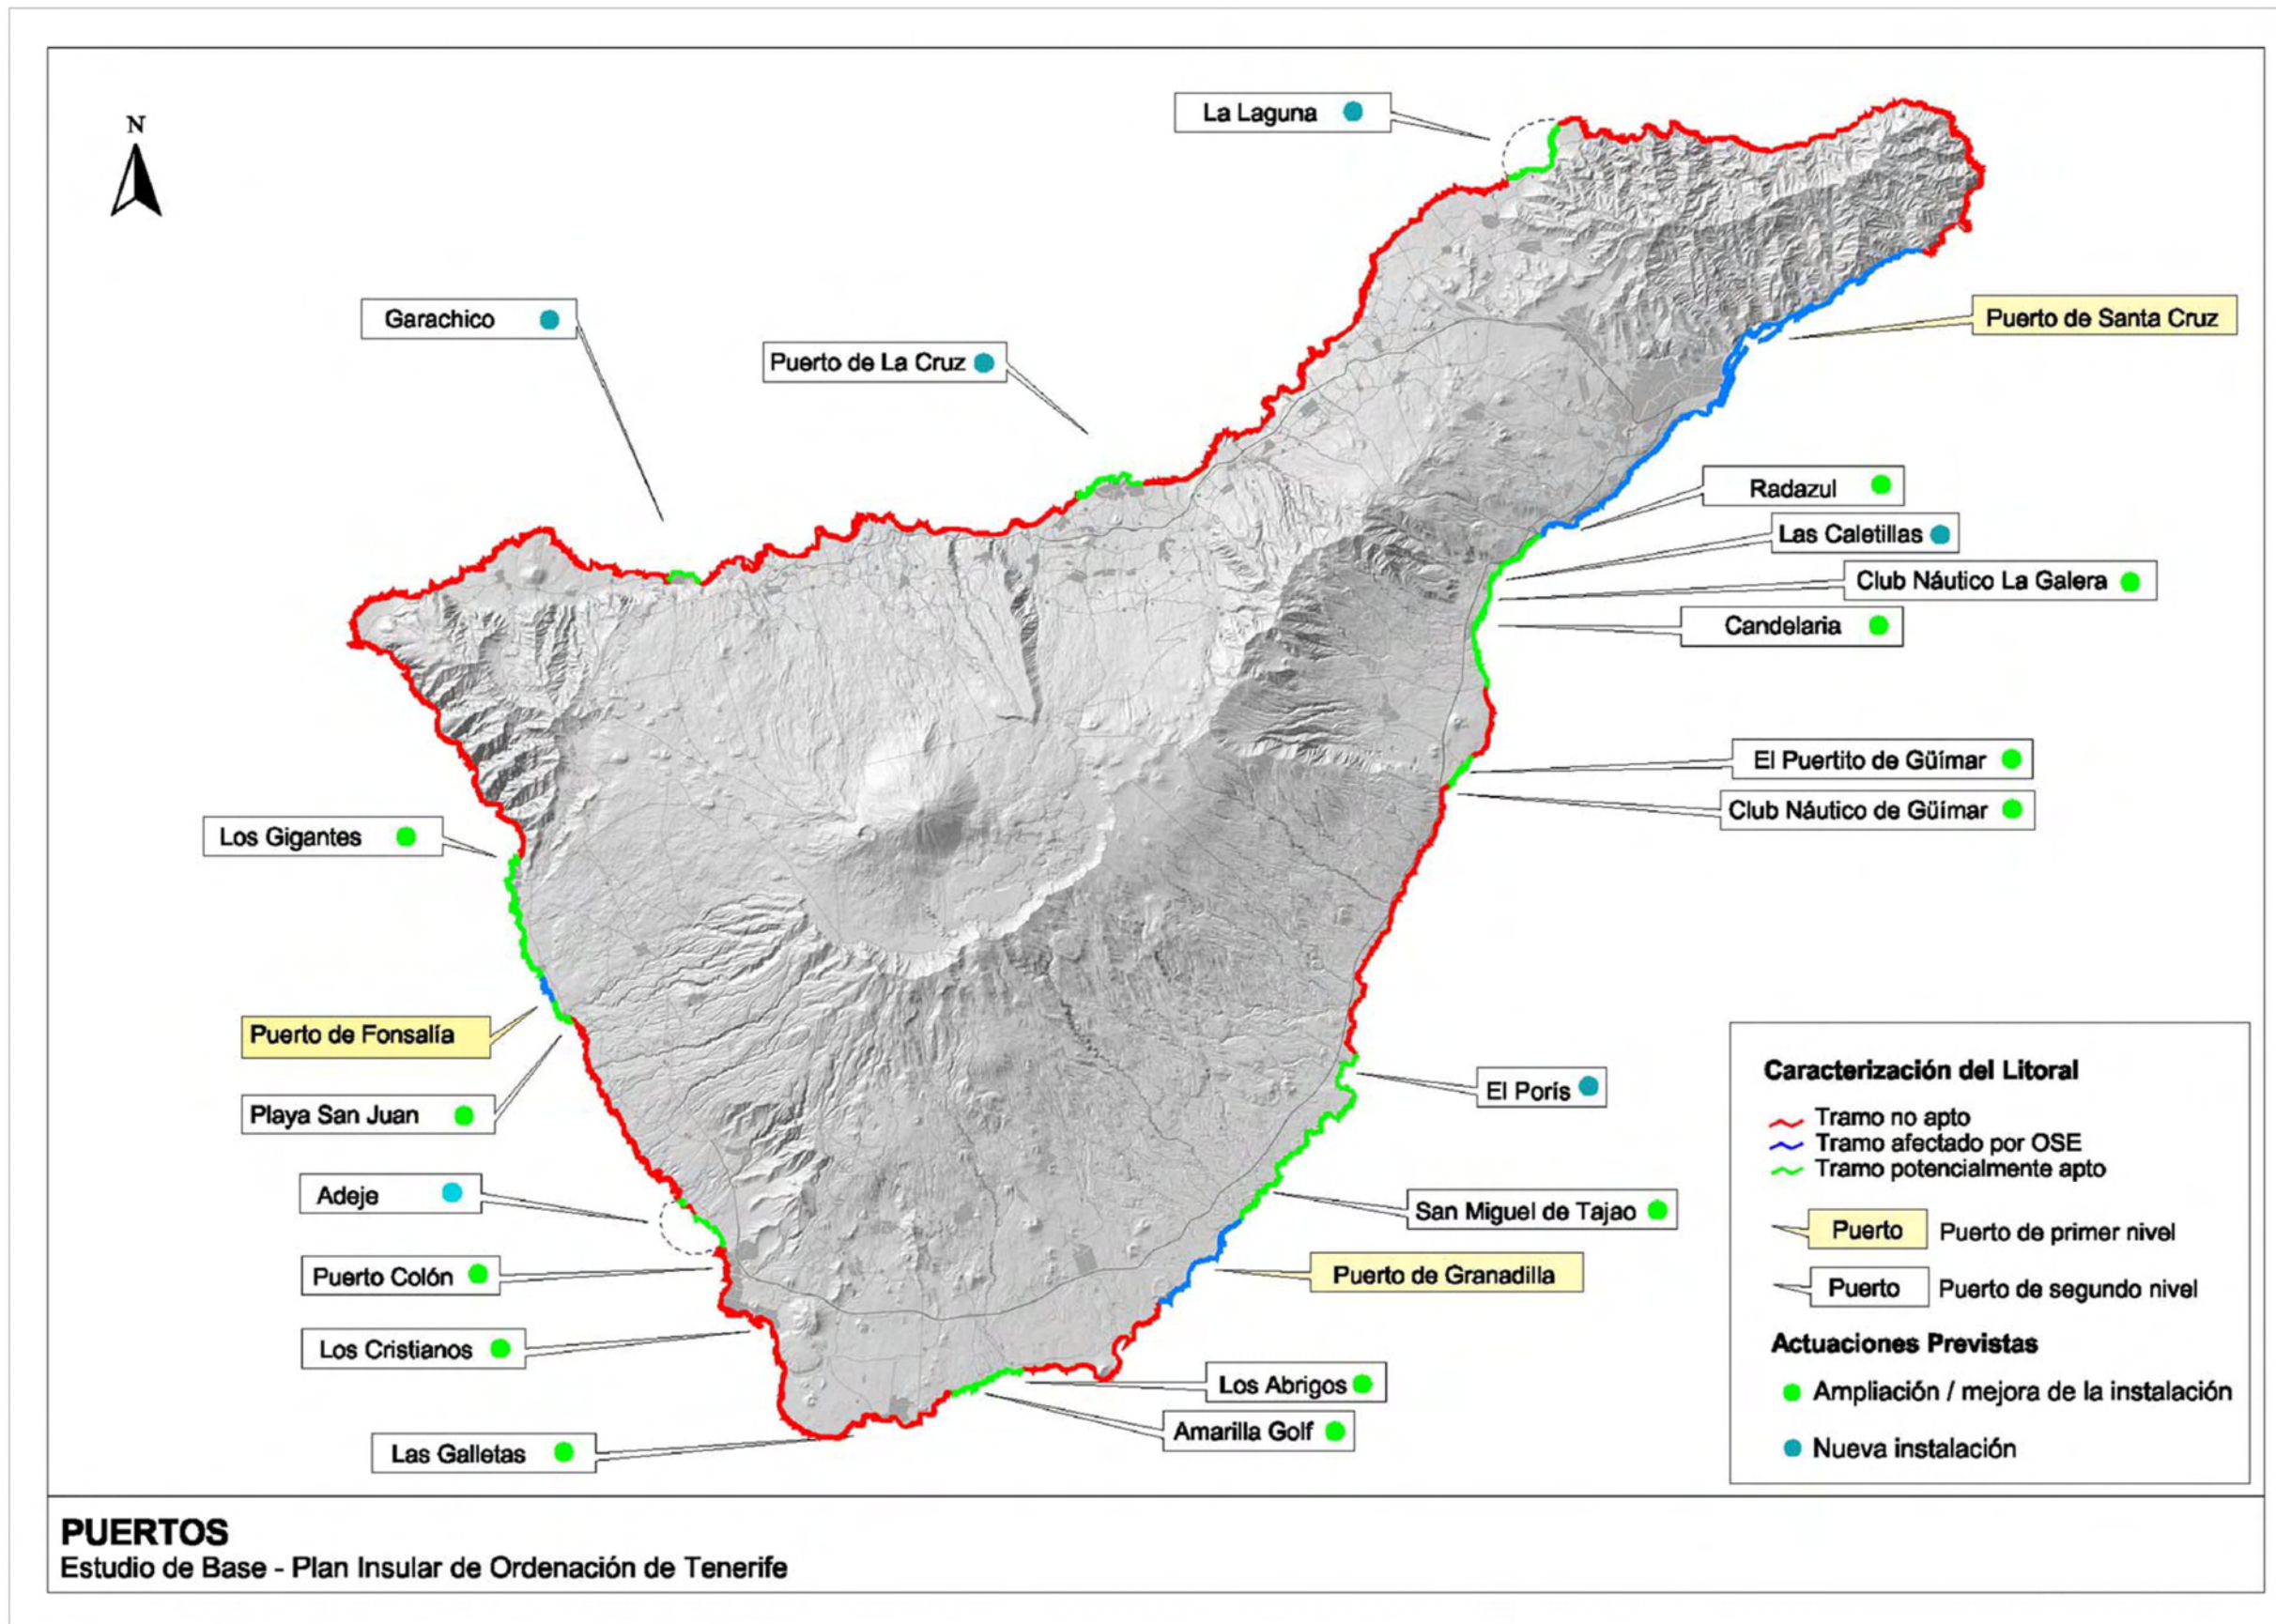 N
La Laguna
Garachico
Puerto de Santa Cruz
Puerto de La Cruz
Radazul
Las Caletillas
Club Náutico La Galera
Candelaria
El Puertito de Güímar
Club Náutico de Güímar
Los Gigantes
Puerto de Fonsalía
Playa San Juan
El Porís
Adeje
San Miguel de Tajao
Puerto Colón
Puerto de Granadilla
Los Cristianos
Los Abrigos
Amarilla Golf
Las Galletas
Caracterización del Litoral
Tramo no apto
Tramo afectado por OSE
Tramo potencialmente apto
Puerto Puerto de primer nivel
Puerto Puerto de segundo nivel
Actuaciones Previstas
Ampliación / mejora de la instalación
Nueva instalación
PUERTOS
Estudio de Base - Plan Insular de Ordenación de Tenerife